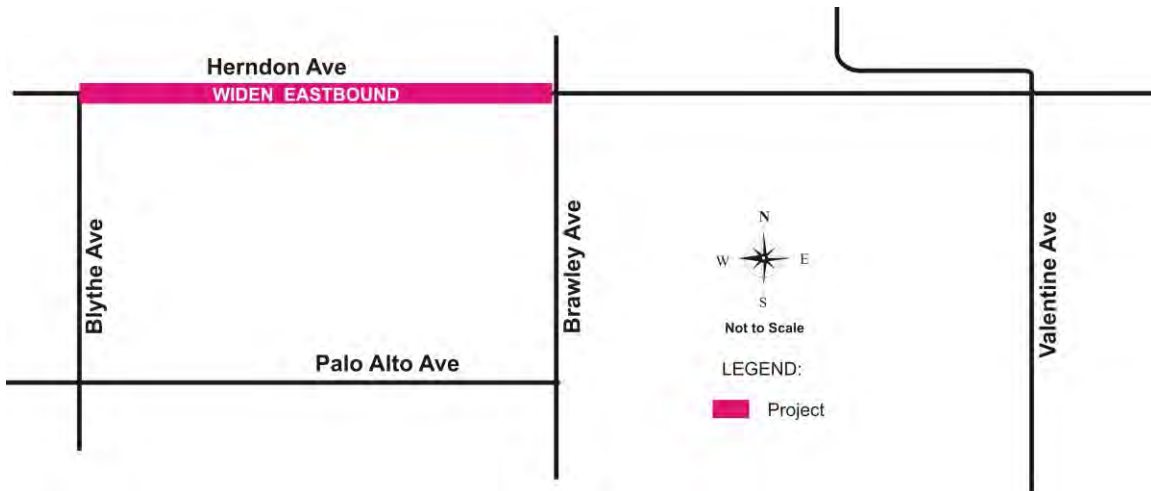 Herndon Ave
WIDEN EASTBOUND
Blythe Ave
Brawley Ave
Valentine Ave
N
W
E
S
Not to Scale
Palo Alto Ave
LEGEND:
Project